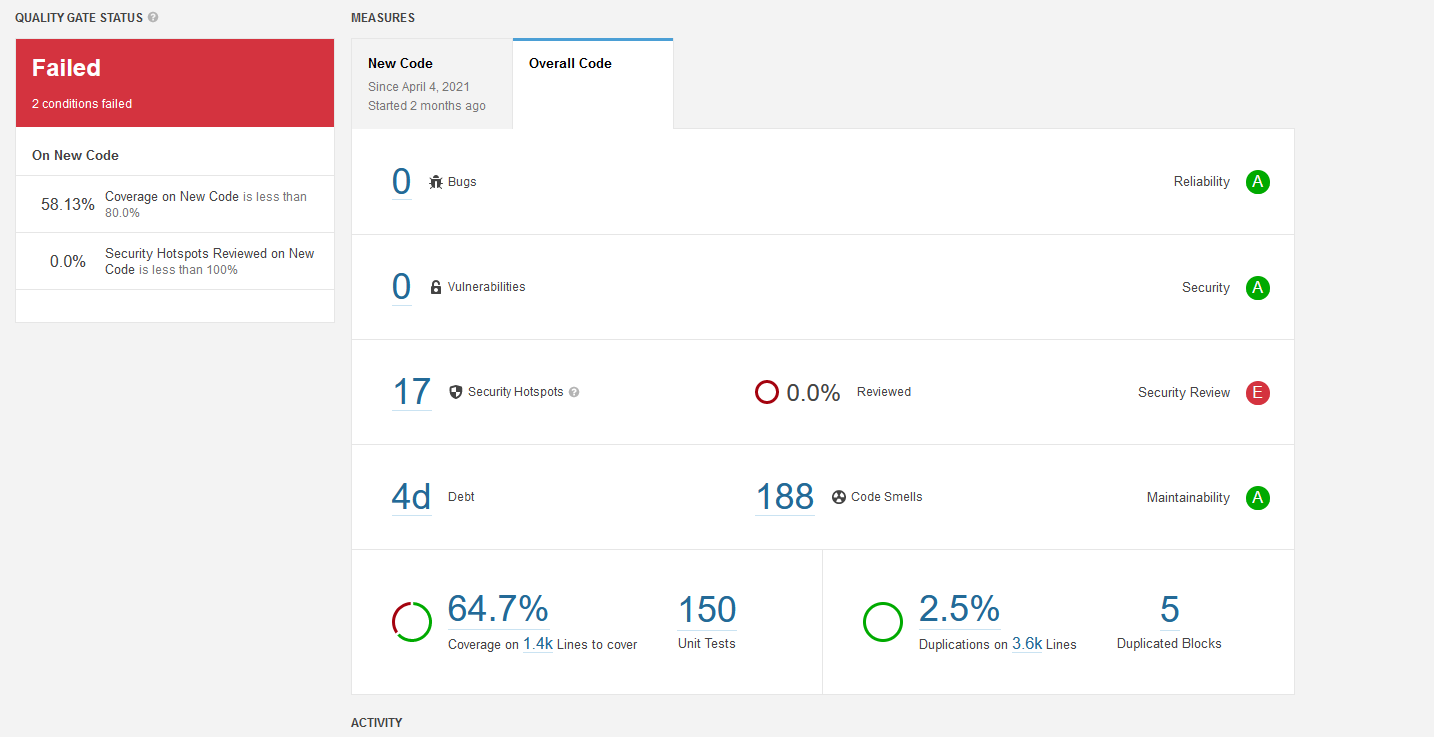 QUALITY GATE STATUS ?
Failed
2 conditions failed
On New Code
58.13% Coverage on New Code is less than
80.0%
0.0% Security Hotspots Reviewed on New
Code is less than 100%
MEASURES
New Code
Since April 4, 2021
Started 2 months ago
Overall Code
0 Bugs Reliability A
0 Vulnerabilities Security A
17 Security Hotspots ? 0.0% Reviewed Security Review E
4d Debt 188 Code Smells Maintainability A
64.7%
Coverage on 1.4k Lines to cover
150
Unit Tests
2.5%
Duplications on 3.6k Lines
5
Duplicated Blocks
ACTIVITY